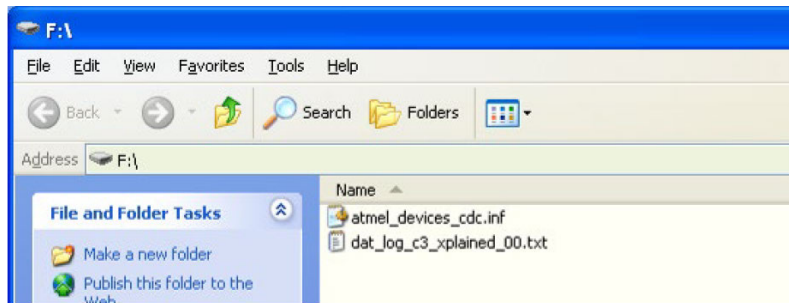 F:\
File Edit View Favorites Tools Help
Back Search Folders
Address F:\
Name
File and Folder Tasks
atmel_devices_cdc.inf
dat_log_c3_xplained_00.txt
Make a new folder
Publish this folder to the
Web